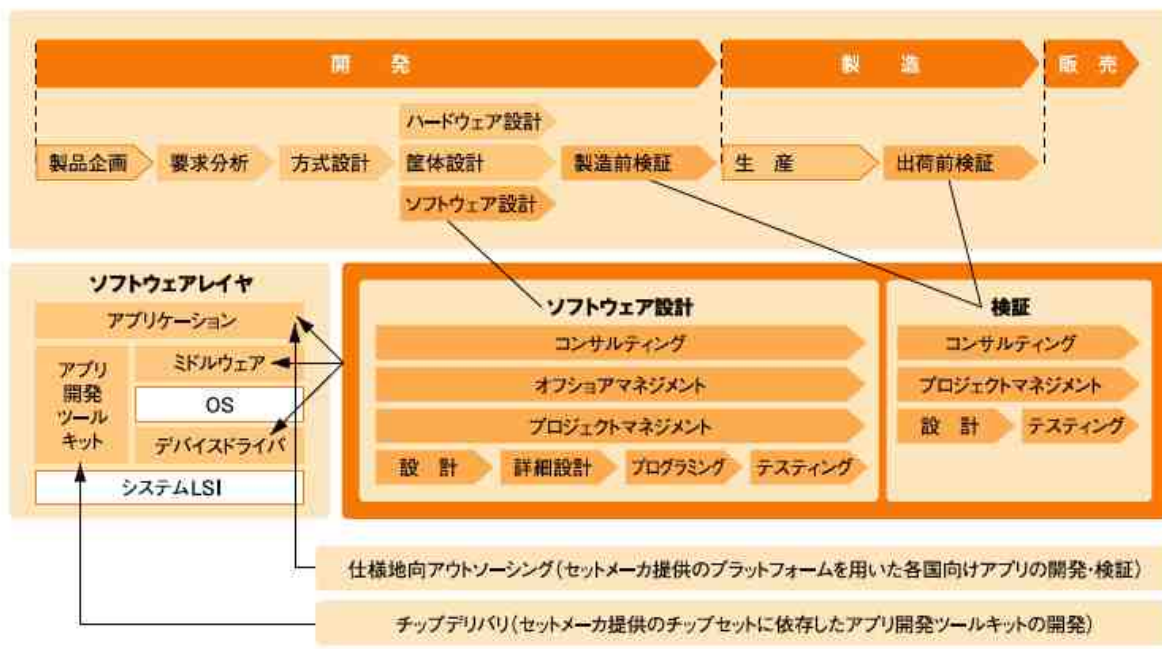 開 発
製 造
販 売
ハードウェア設計
製品企画
要求分析
方式設計
筐体設計
製造前検証
生 産
出荷前検証
ソフトウェア設計
ソフトウェアレイヤ
アプリケーション
アプリ
開発
ツール
キット
ミドルウェア
OS
デバイスドライバ
システムLSI
ソフトウェア設計
コンサルティング
オフショアマネジメント
プロジェクトマネジメント
設 計
詳細設計
プログラミング
テスティング
検証
コンサルティング
プロジェクトマネジメント
設 計
テスティング
仕様地向アウトソーシング(セットメーカ提供のプラットフォームを用いた各国向けアプリの開発・検証)
チップデリバリ(セットメーカ提供のチップセットに依存したアプリ開発ツールキットの開発)